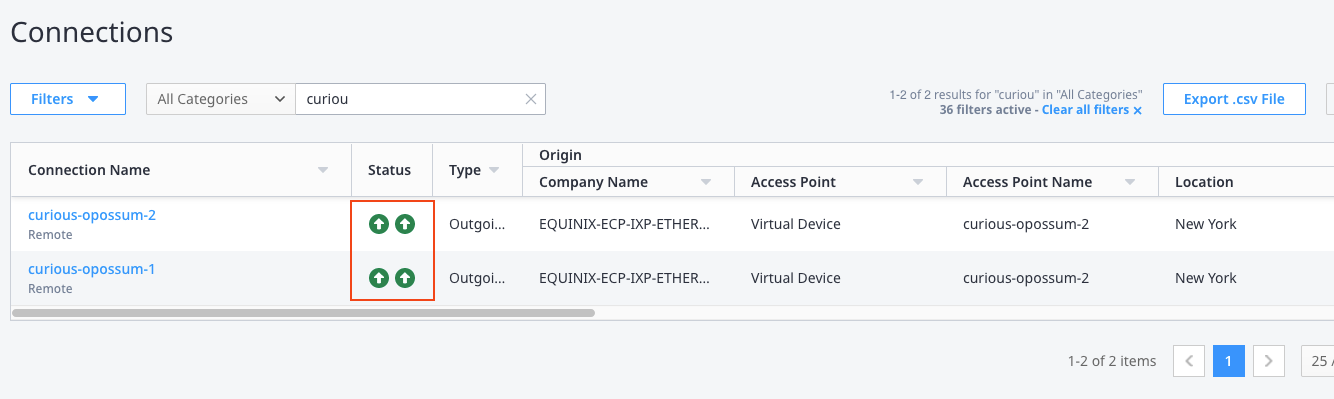 Connections
Filters All Categories curiou
1-2 of 2 results for "curiou" in "All Categories"
36 filters active - Clear all filters ×
Export .csv File
Origin
Connection Name Status Type Company Name Access Point Access Point Name Location
curious-opossum-2 Outgoi... EQUINIX-ECP-IXP-ETHER... Virtual Device curious-opossum-2 New York
Remote
curious-opossum-1 Outgoi... EQUINIX-ECP-IXP-ETHER... Virtual Device curious-opossum-2 New York
Remote
1-2 of 2 items 1 25